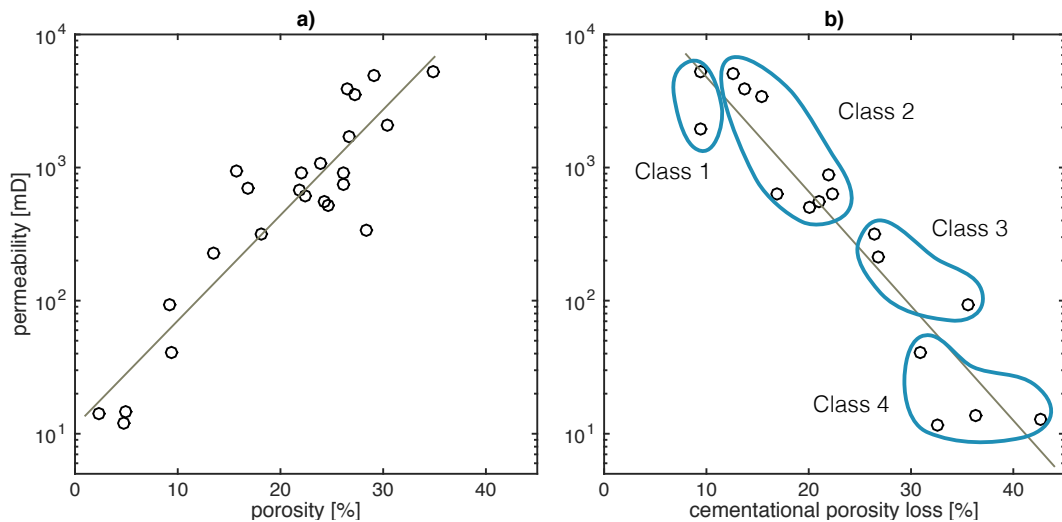 a)
permeability [mD]
10^4
10^3
10^2
10^1
0 10 20 30 40
porosity [%]
b)
10^4
10^3
10^2
10^1
Class 1
Class 2
Class 3
Class 4
0 10 20 30 40
cementational porosity loss [%]